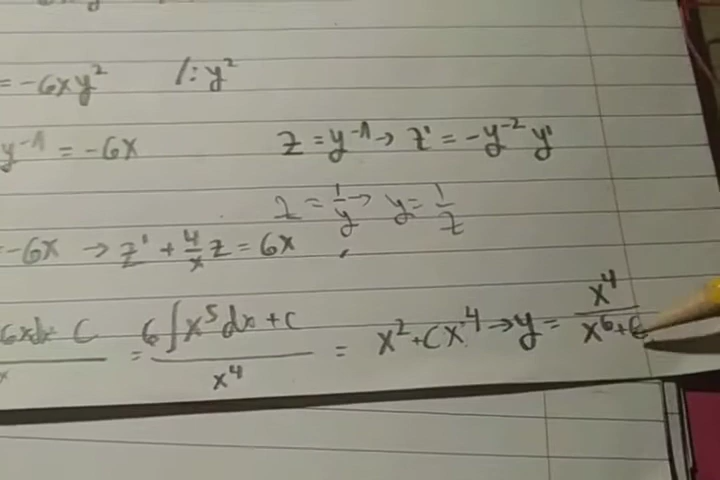 = -6xy² /: y²
y⁻¹ = -6x z = y⁻¹ → z' = -y⁻² y'
z = 1/y → y = 1/z
-6x → z' + 4/x z = 6x
6xdx C / x = 6∫x⁵dx + C / x⁴ = x² + Cx⁻⁴ → y = x⁴ / x⁶+C